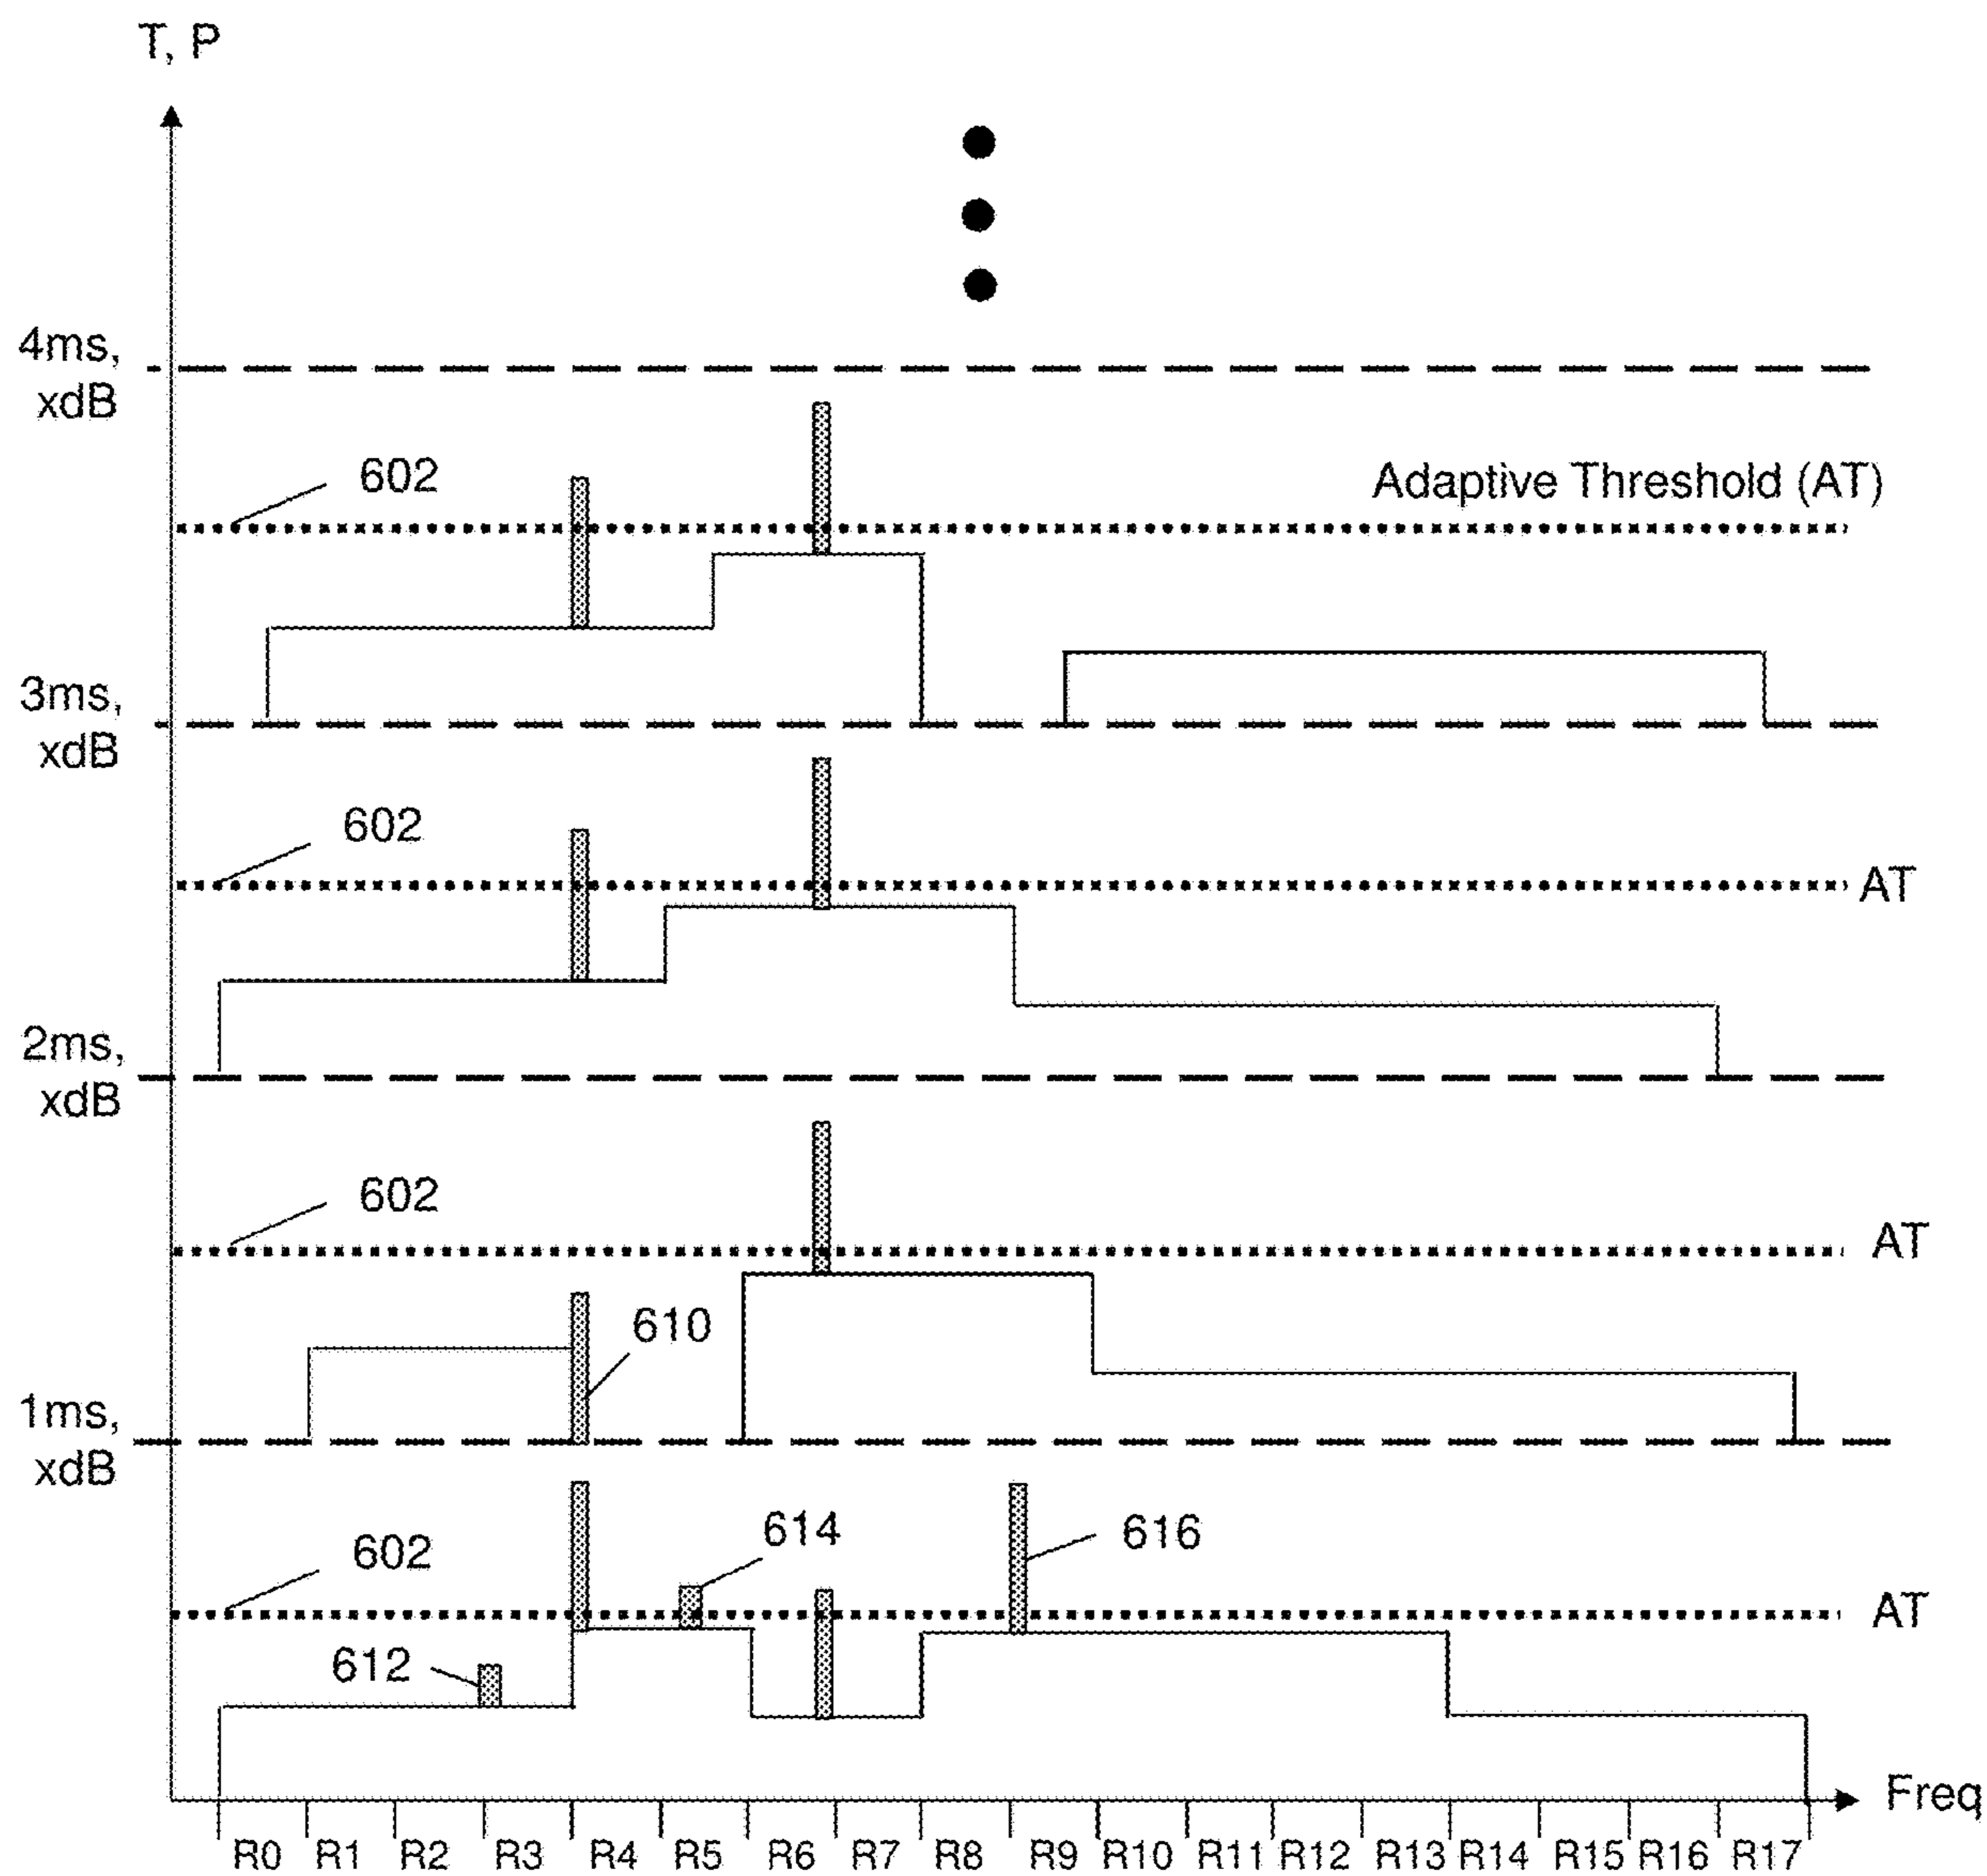 T, P
4ms,
xdB
602
Adaptive Threshold (AT)
3ms,
xdB
602
AT
2ms,
xdB
602
AT
610
1ms,
xdB
602
614
616
AT
612
Freq
R0 R1 R2 R3 R4 R5 R6 R7 R8 R9 R10 R11 R12 R13 R14 R15 R16 R17